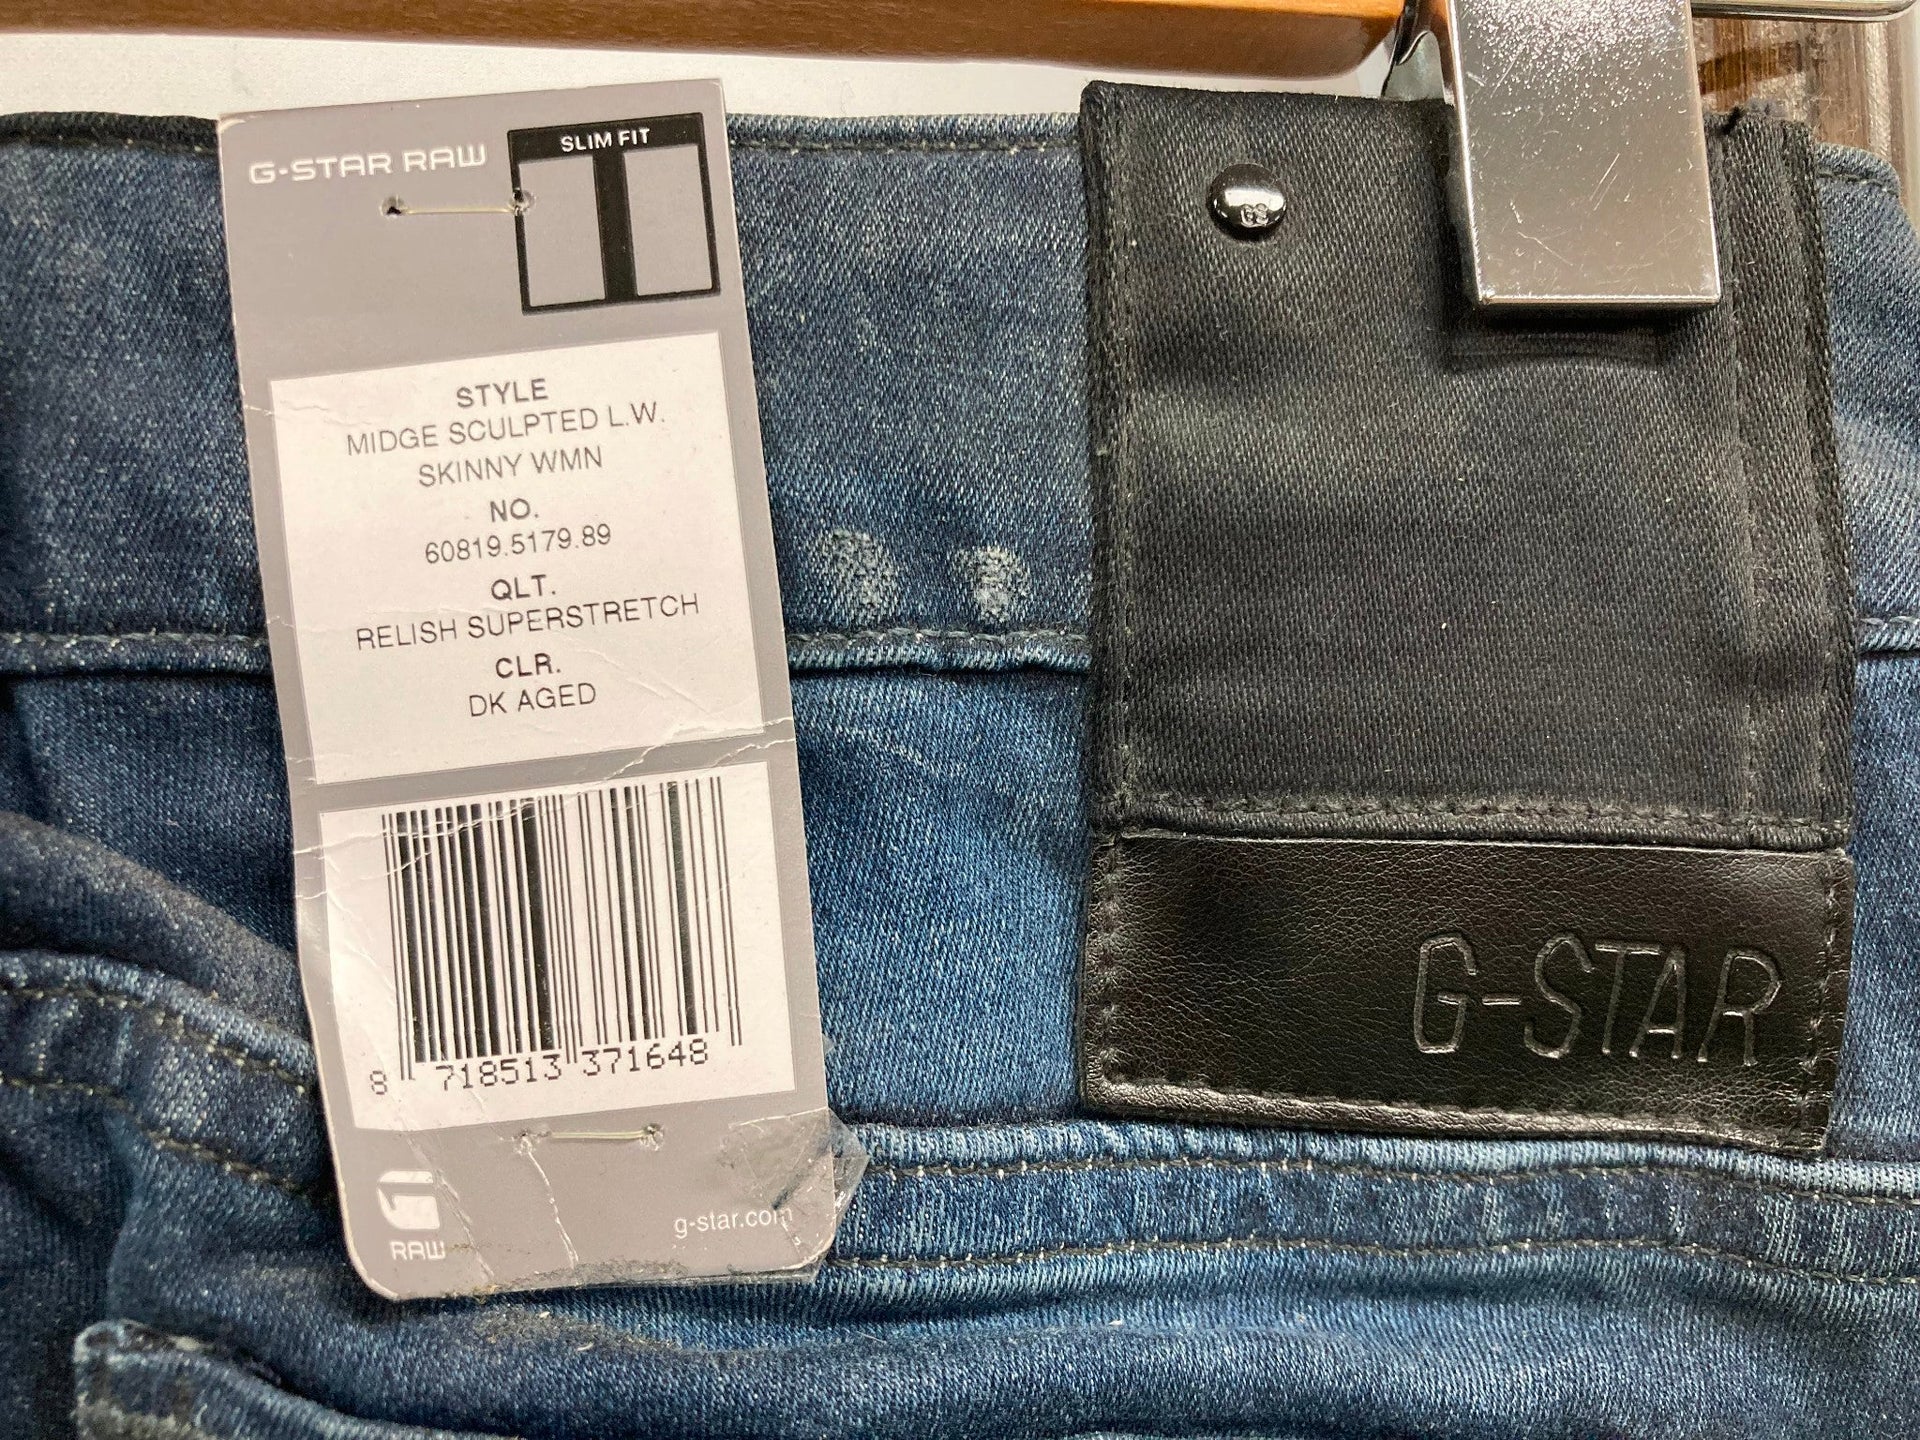 G-STAR RAW
SLIM FIT
STYLE
MIDGE SCULPTED L.W.
SKINNY WMN
NO.
60819.5179.89
QLT.
RELISH SUPERSTRETCH
CLR.
DK AGED
8 718513 371648
RAW
g-star.com
GS
G-STAR